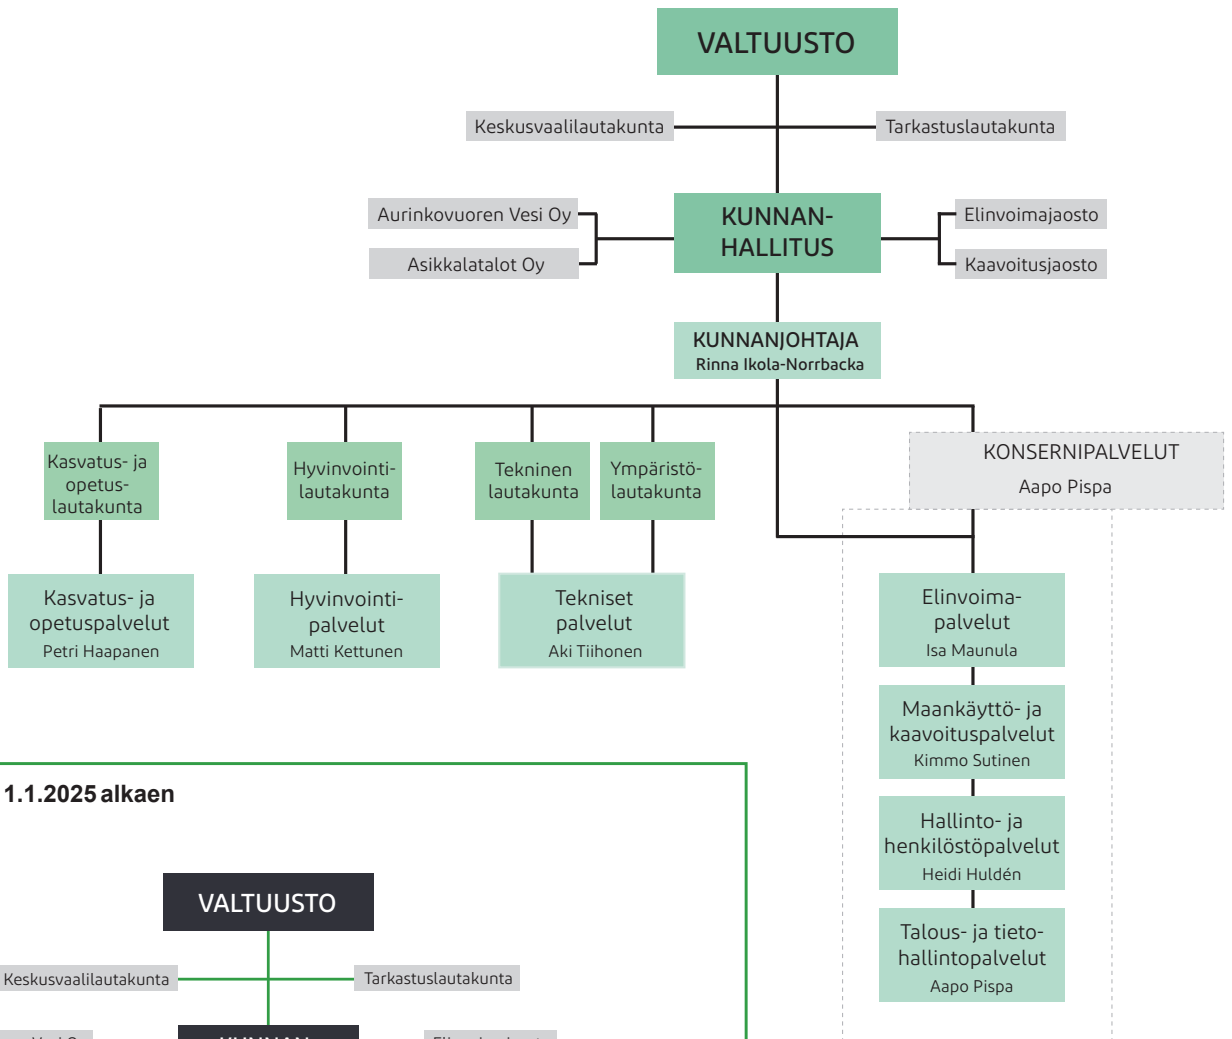 VALTUUSTO
Keskusvaalilautakunta
Tarkastuslautakunta
Aurinkovuoren Vesi Oy
Asikkalatalot Oy
KUNNAN-
HALLITUS
Elinvoimajaosto
Kaavoitusjaosto
KUNNANJOHTAJA
Rinna Ikola-Norrbacka
Kasvatus- ja
opetus-
lautakunta
Hyvinvointi-
lautakunta
Tekninen
lautakunta
Ympäristö-
lautakunta
KONSERNIPALVELUT
Aapo Pispa
Kasvatus- ja
opetuspalvelut
Petri Haapanen
Hyvinvointi-
palvelut
Matti Kettunen
Tekniset
palvelut
Aki Tiihonen
Elinvoima-
palvelut
Isa Maunula
Maankäyttö- ja
kaavoituspalvelut
Kimmo Sutinen
Hallinto- ja
henkilöstöpalvelut
Heidi Huldén
Talous- ja tieto-
hallintopalvelut
Aapo Pispa
1.1.2025 alkaen
VALTUUSTO
Keskusvaalilautakunta
Tarkastuslautakunta